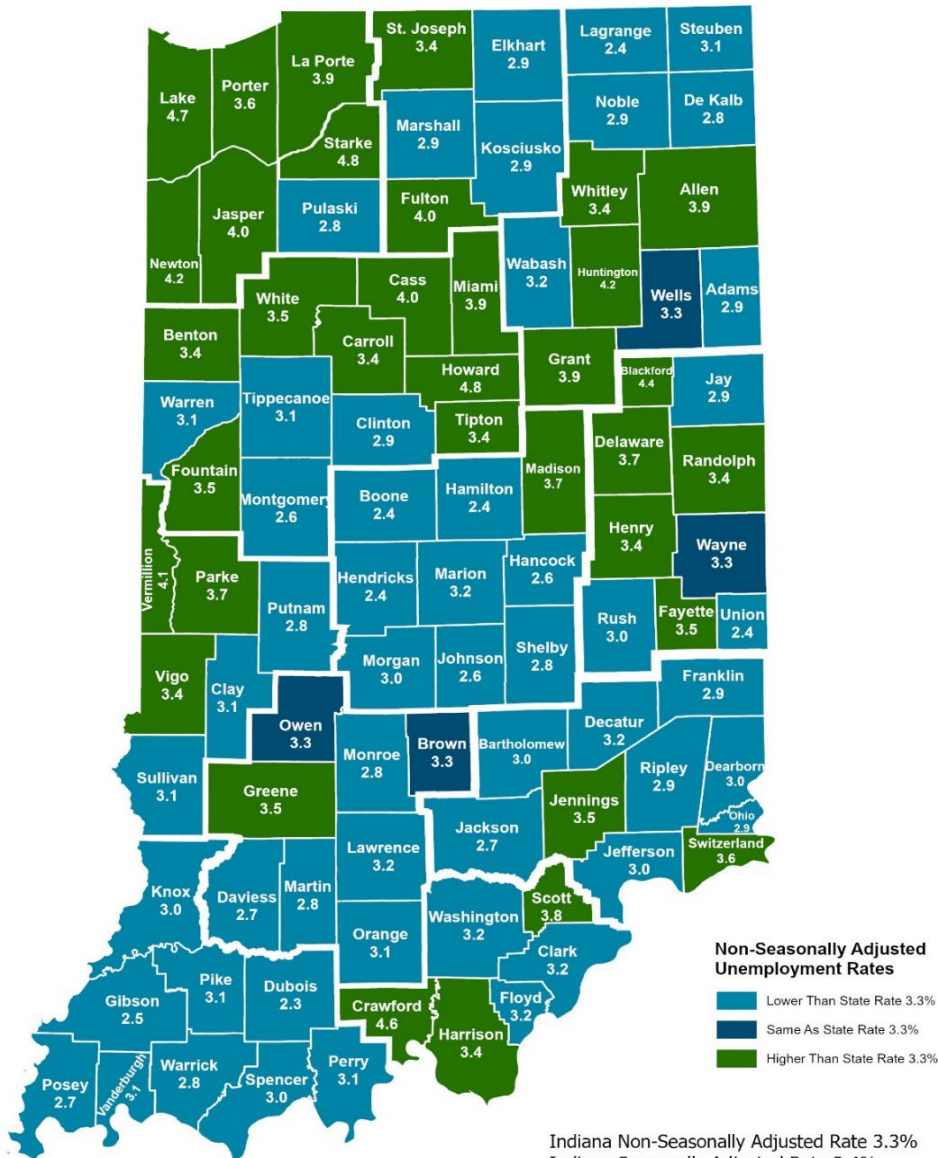 St. Joseph
3.4
Elkhart
2.9
Lagrange
2.4
Steuben
3.1
La Porte
3.9
Porter
3.6
Lake
4.7
Noble
2.9
De Kalb
2.8
Marshall
2.9
Kosciusko
2.9
Starke
4.8
Whitley
3.4
Allen
3.9
Fulton
4.0
Pulaski
2.8
Jasper
4.0
Newton
4.2
Wabash
3.2
Huntington
4.2
Wells
3.3
Adams
2.9
White
3.5
Cass
4.0
Miami
3.9
Benton
3.4
Carroll
3.4
Howard
4.8
Grant
3.9
Blackford
4.4
Jay
2.9
Warren
3.1
Tippecanoe
3.1
Clinton
2.9
Tipton
3.4
Delaware
3.7
Randolph
3.4
Fountain
3.5
Madison
3.7
Montgomery
2.6
Boone
2.4
Hamilton
2.4
Henry
3.4
Wayne
3.3
Vermillion
4.1
Parke
3.7
Putnam
2.8
Hendricks
2.4
Marion
3.2
Hancock
2.6
Rush
3.0
Fayette
3.5
Union
2.4
Vigo
3.4
Clay
3.1
Morgan
3.0
Johnson
2.6
Shelby
2.8
Franklin
2.9
Owen
3.3
Monroe
2.8
Brown
3.3
Bartholomew
3.0
Decatur
3.2
Ripley
2.9
Dearborn
3.0
Ohio
2.9
Sullivan
3.1
Greene
3.5
Jennings
3.5
Jackson
2.7
Lawrence
3.2
Jefferson
3.0
Switzerland
3.6
Knox
3.0
Daviess
2.7
Martin
2.8
Orange
3.1
Washington
3.2
Scott
3.8
Clark
3.2
Floyd
3.2
Gibson
2.5
Pike
3.1
Dubois
2.3
Crawford
4.6
Harrison
3.4
Posey
2.7
Vanderburgh
3.1
Warrick
2.8
Spencer
3.0
Perry
3.1
Non-Seasonally Adjusted
Unemployment Rates
Lower Than State Rate 3.3%
Same As State Rate 3.3%
Higher Than State Rate 3.3%
Indiana Non-Seasonally Adjusted Rate 3.3%